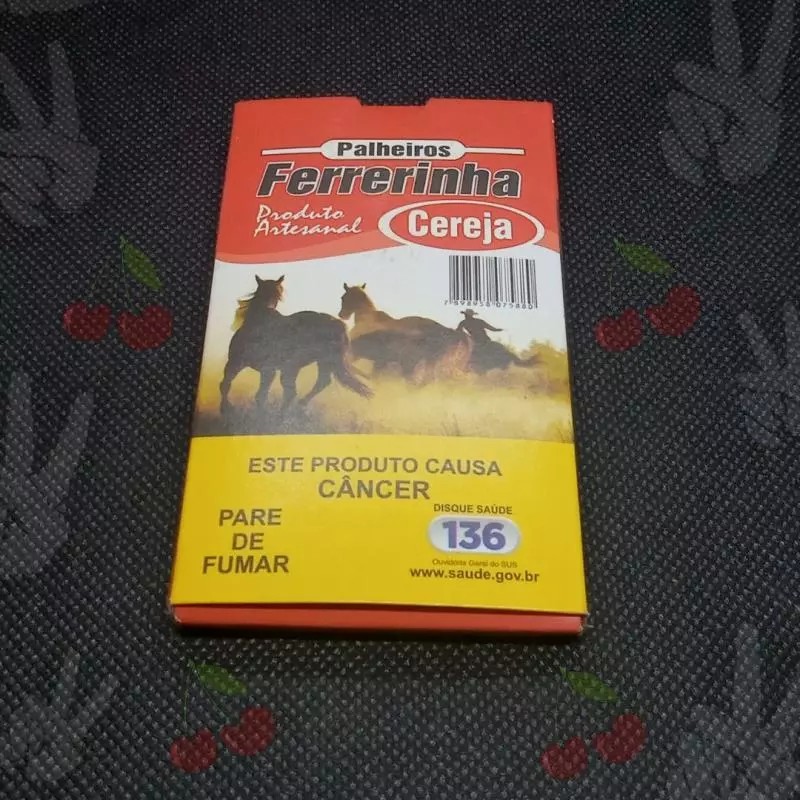 Palheiros
Ferrerinha
Produto
Artesanal
Cereja
7898958075880
ESTE PRODUTO CAUSA
CÂNCER
PARE
DE
FUMAR
DISQUE SAÚDE
136
Ouvidoria Geral do SUS
www.saude.gov.br